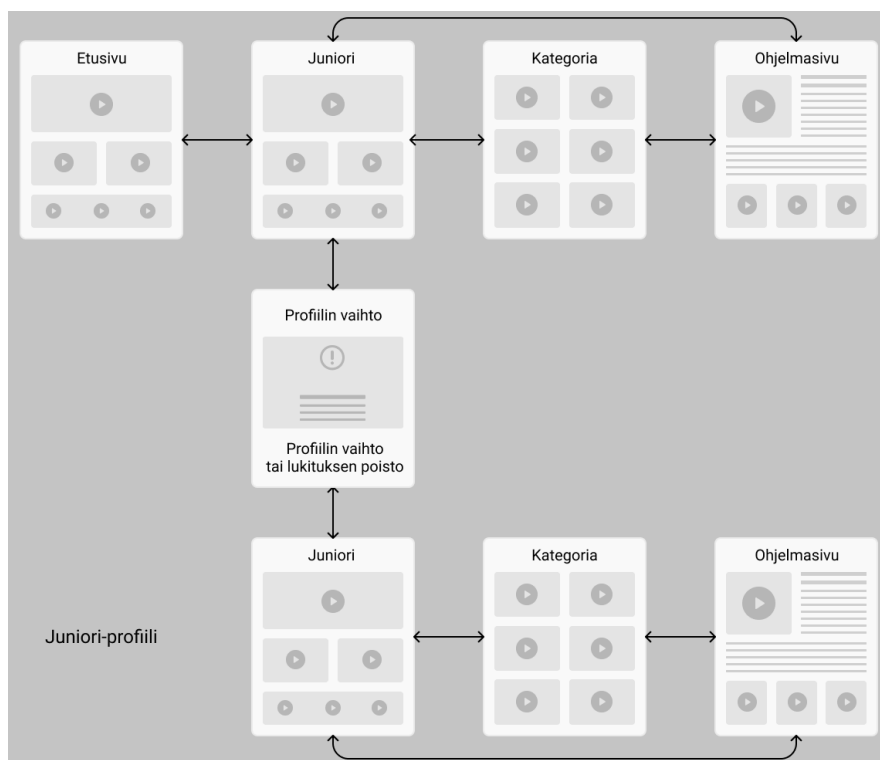 Etusivu
Juniori
Kategoria
Ohjelmasivu
Profiilin vaihto
Profiilin vaihto
tai lukituksen poisto
Juniori
Kategoria
Ohjelmasivu
Juniori-profiili